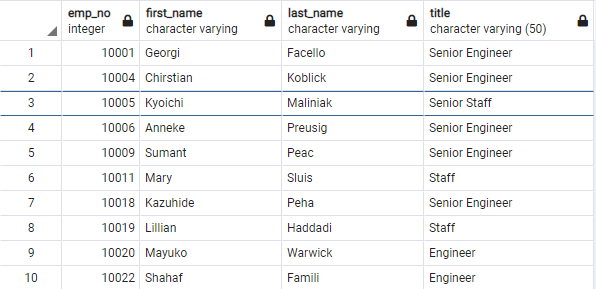 emp_no first_name last_name title
integer character varying character varying character varying (50)
1 10001 Georgi Facello Senior Engineer
2 10004 Chirstian Koblick Senior Engineer
3 10005 Kyoichi Maliniak Senior Staff
4 10006 Anneke Preusig Senior Engineer
5 10009 Sumant Peac Senior Engineer
6 10011 Mary Sluis Staff
7 10018 Kazuhide Peha Senior Engineer
8 10019 Lillian Haddadi Staff
9 10020 Mayuko Warwick Engineer
10 10022 Shahaf Famili Engineer